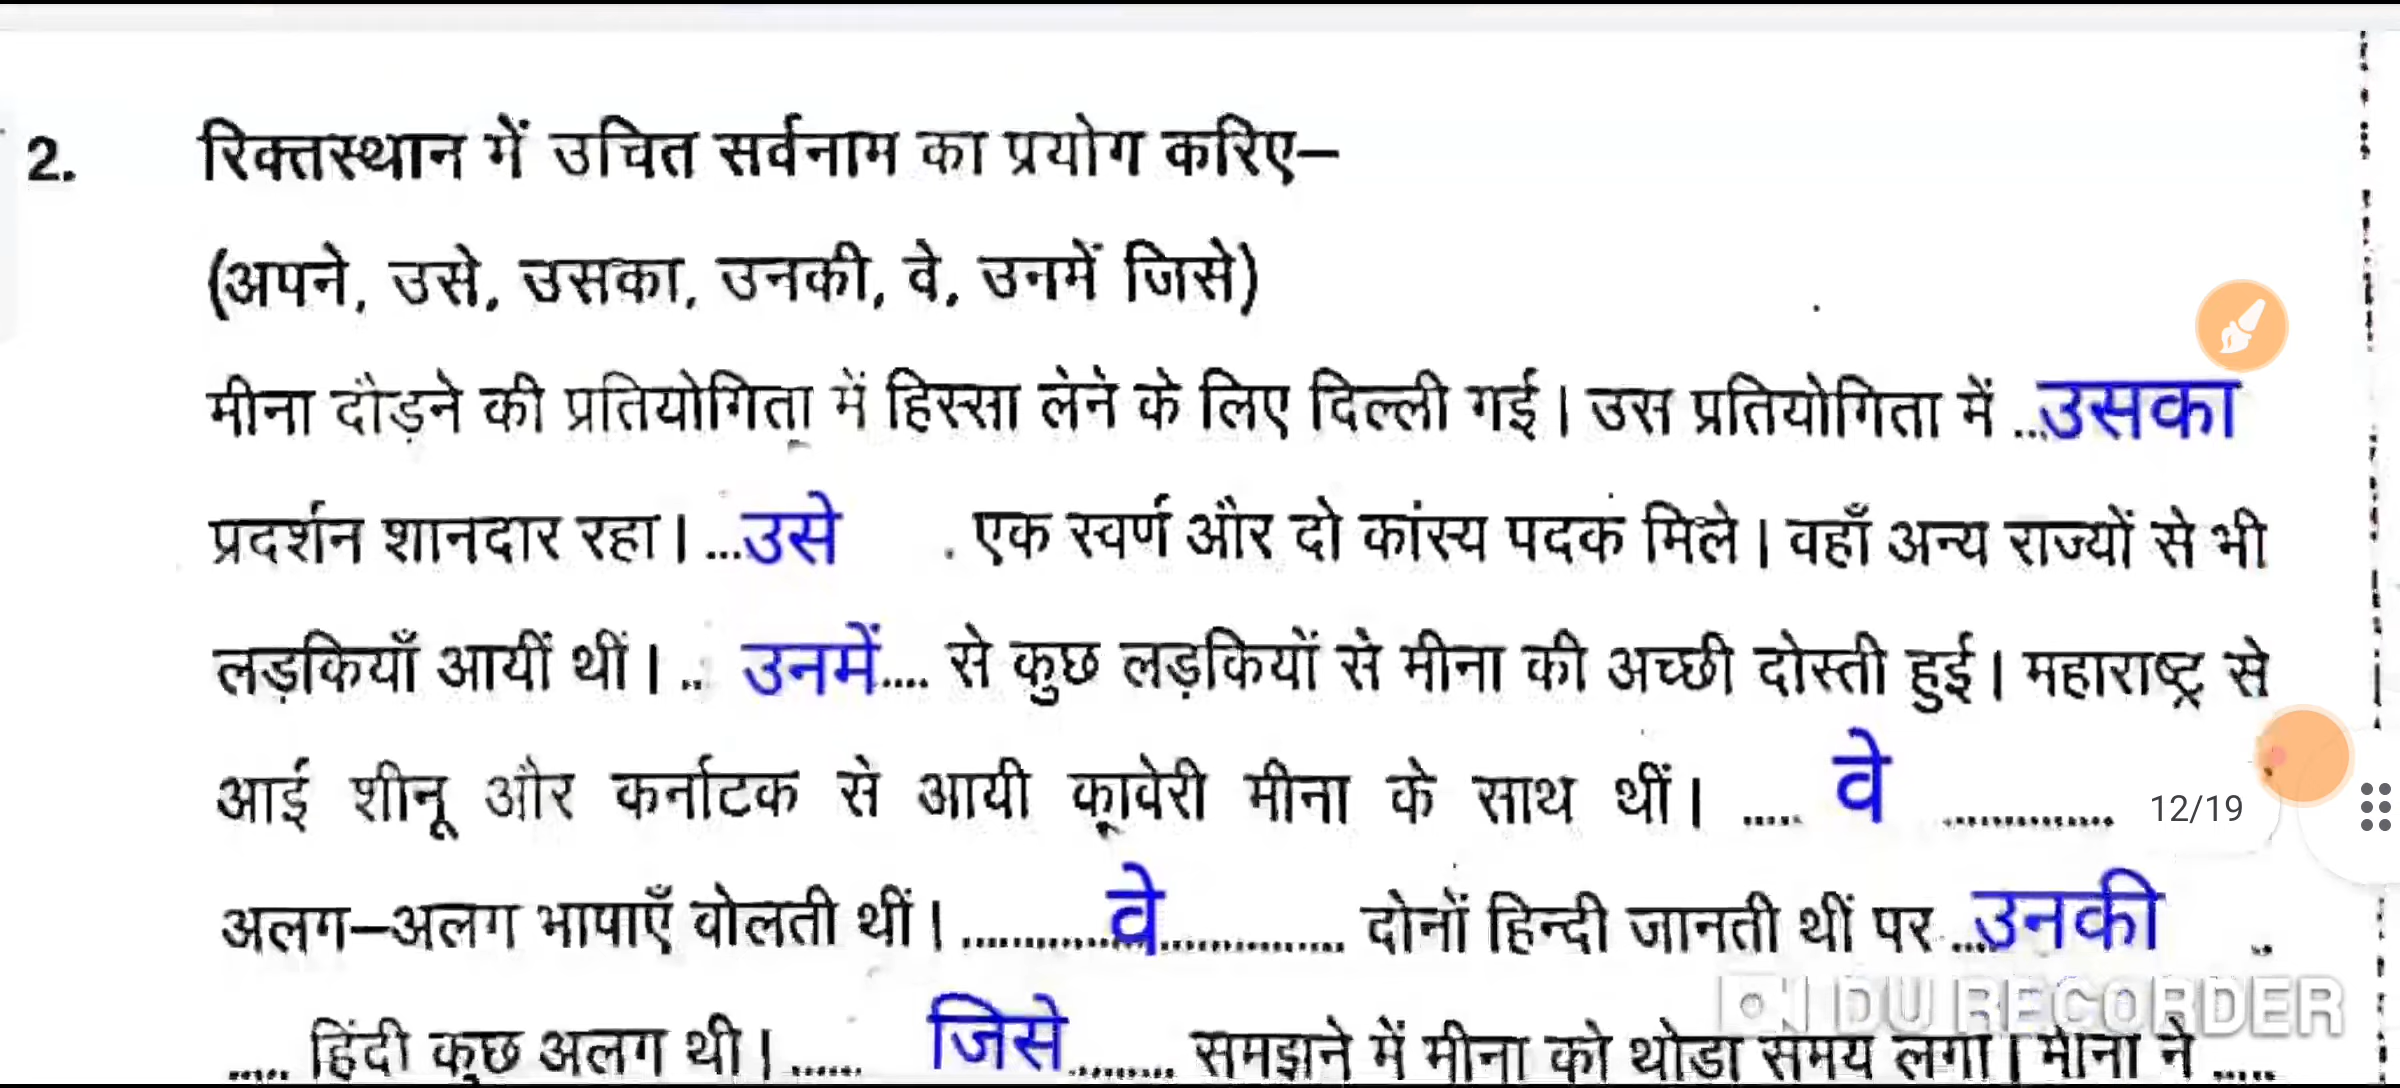 2. रिक्तस्थान में उचित सर्वनाम का प्रयोग करिए–
(अपने, उसे, उसका, उनकी, वे, उनमें जिसे)
मीना दौड़ने की प्रतियोगिता में हिस्सा लेने के लिए दिल्ली गई। उस प्रतियोगिता में ...उसका
प्रदर्शन शानदार रहा। ...उसे . एक स्वर्ण और दो कांस्य पदक मिले। वहाँ अन्य राज्यों से भी
लड़कियाँ आयीं थीं। .. उनमें.... से कुछ लड़कियों से मीना की अच्छी दोस्ती हुई। महाराष्ट्र से
आई शीनू और कर्नाटक से आयी कावेरी मीना के साथ थीं। ..... वे ..............
12/19
अलग–अलग भाषाएँ बोलती थीं। ............वे............... दोनों हिन्दी जानती थीं पर ...उनकी ..
DU RECORDER
..... हिंदी कुछ अलग थी। ...... जिसे......... समझने में मीना को थोडा समय लगा। मीना ने .....